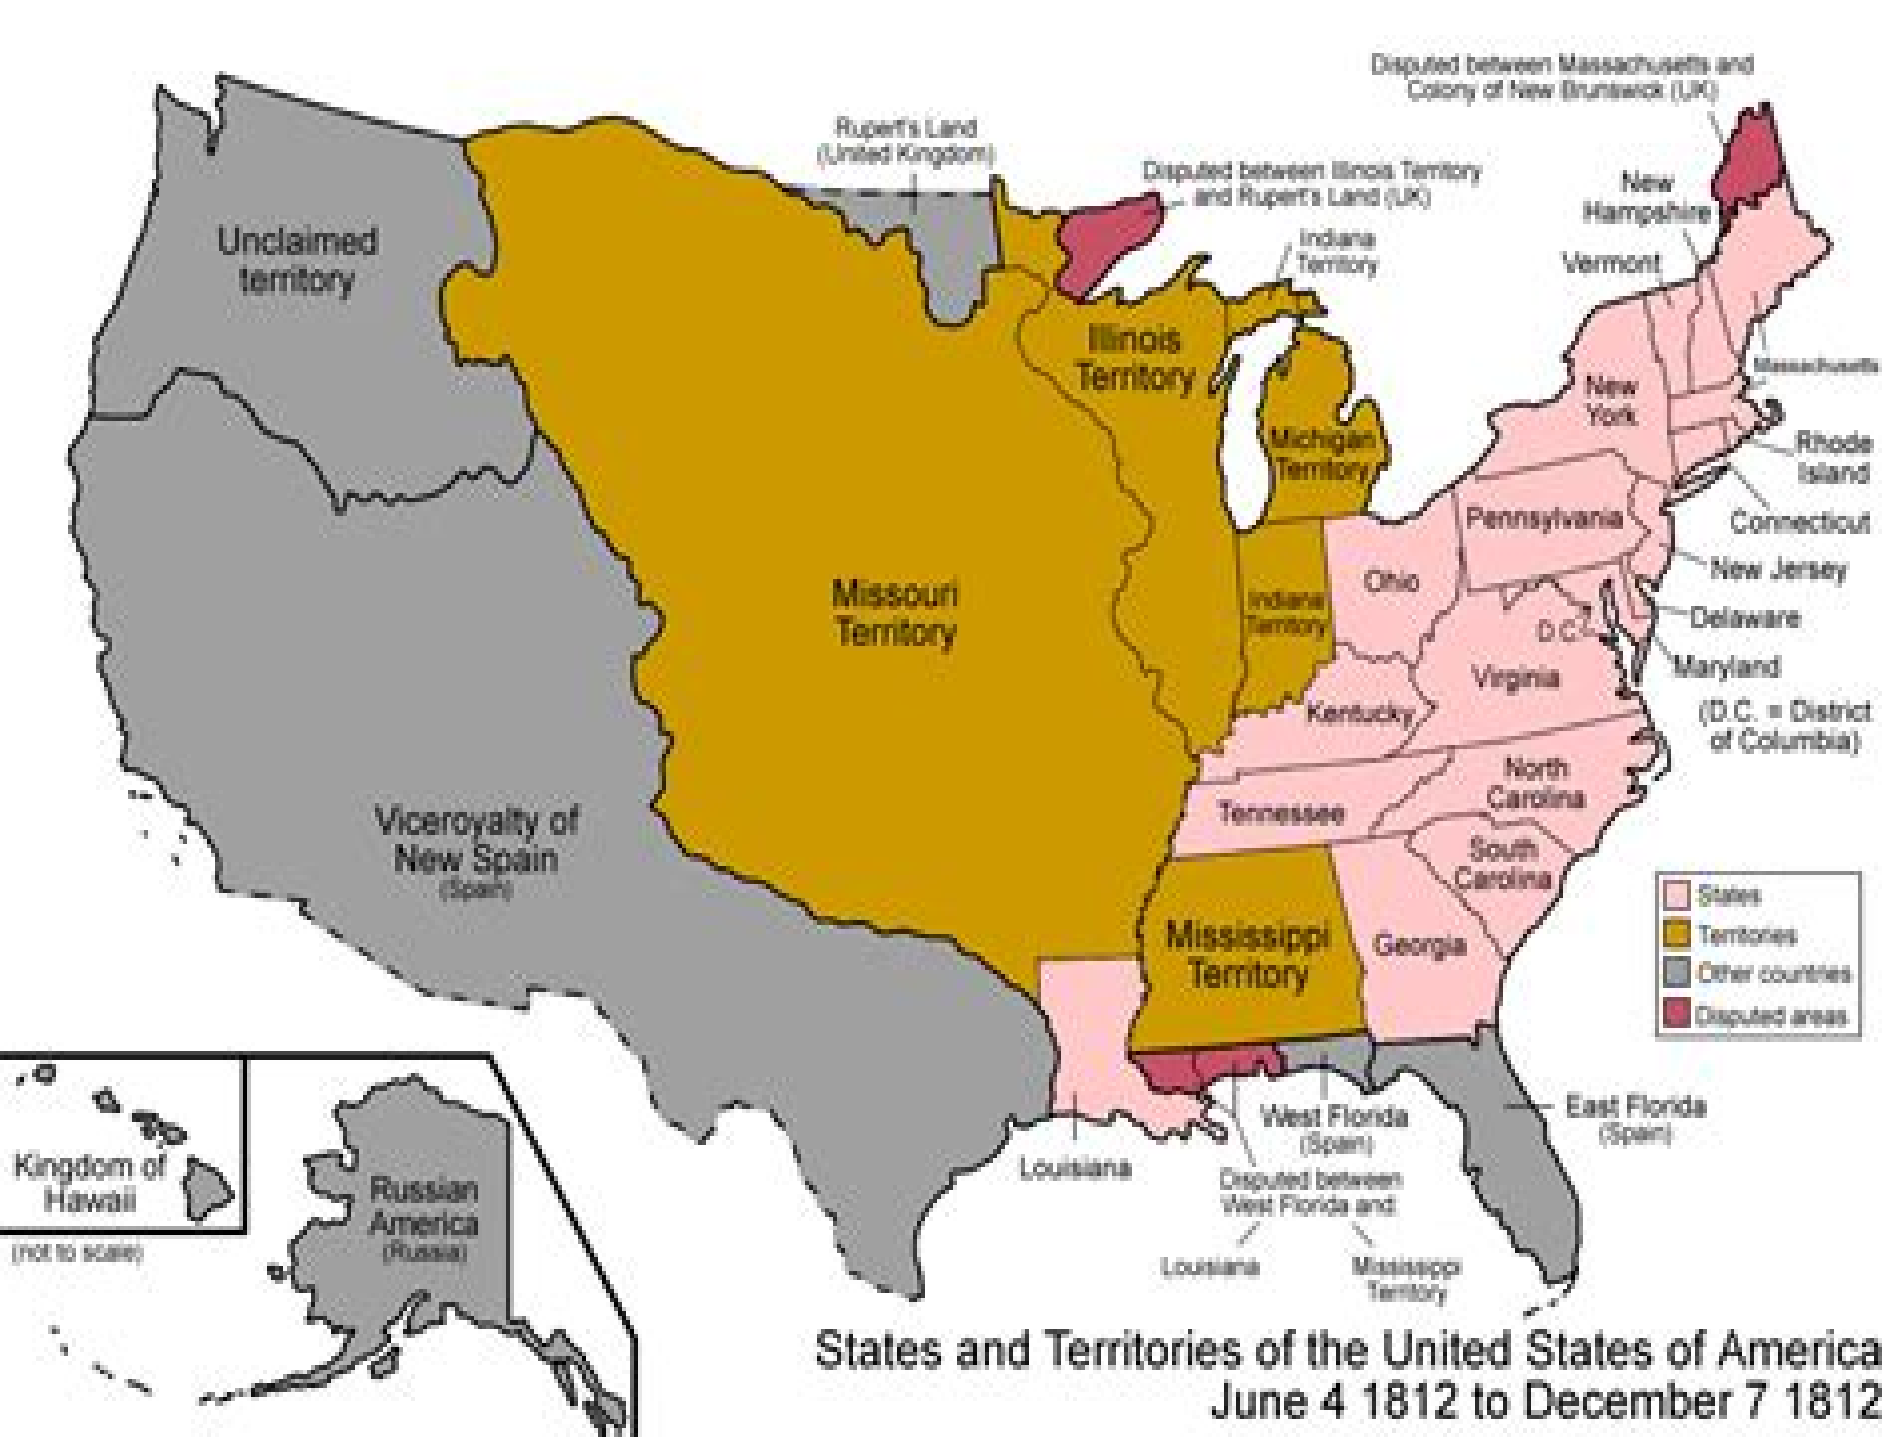 Disputed between Massachusetts and
Colony of New Brunswick (UK)
Rupert's Land
(United Kingdom)
Disputed between Illinois Territory
and Rupert's Land (UK)
New
Hampshire
Indiana
Territory
Vermont
Unclaimed
territory
Illinois
Territory
Massachusetts
New
York
Michigan
Territory
Rhode
Island
Pennsylvania
Connecticut
New Jersey
Ohio
Missouri
Territory
Indiana
Territory
Delaware
D.C.
Maryland
Virginia
(D.C. = District
of Columbia)
Kentucky
North
Carolina
Tennessee
Viceroyalty of
New Spain
(Spain)
South
Carolina
States
Territories
Other countries
Disputed areas
Mississippi
Territory
Georgia
East Florida
(Spain)
West Florida
(Spain)
Louisiana
Disputed between
West Florida and:
Louisiana
Mississippi
Territory
Kingdom of
Hawaii
(not to scale)
Russian
America
(Russia)
States and Territories of the United States of America
June 4 1812 to December 7 1812